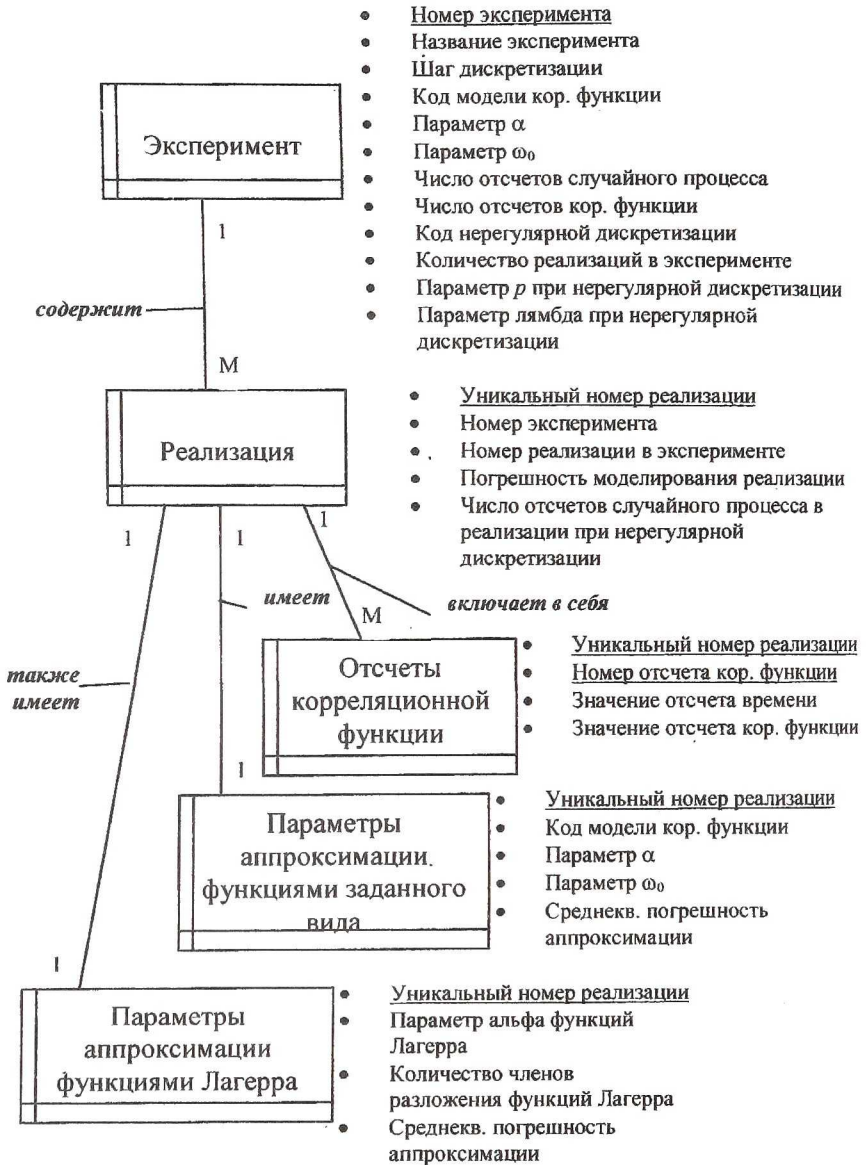 • Номер эксперимента
• Название эксперимента
• Шаг дискретизации
• Код модели кор. функции
• Параметр α
• Параметр ω₀
• Число отсчетов случайного процесса
• Число отсчетов кор. функции
• Код нерегулярной дискретизации
• Количество реализаций в эксперименте
• Параметр p при нерегулярной дискретизации
• Параметр лямбда при нерегулярной
дискретизации
Эксперимент
1
содержит
М
Реализация
• Уникальный номер реализации
• Номер эксперимента
• Номер реализации в эксперименте
• Погрешность моделирования реализации
• Число отсчетов случайного процесса в
реализации при нерегулярной
дискретизации
1 1 1
имеет
включает в себя
М
также
имеет
Отсчеты
корреляционной
функции
• Уникальный номер реализации
• Номер отсчета кор. функции
• Значение отсчета времени
• Значение отсчета кор. функции
1
Параметры
аппроксимации.
функциями заданного
вида
• Уникальный номер реализации
• Код модели кор. функции
• Параметр α
• Параметр ω₀
• Среднекв. погрешность
аппроксимации
1
Параметры
аппроксимации
функциями Лагерра
• Уникальный номер реализации
• Параметр альфа функций
Лагерра
• Количество членов
разложения функций Лагерра
• Среднекв. погрешность
аппроксимации